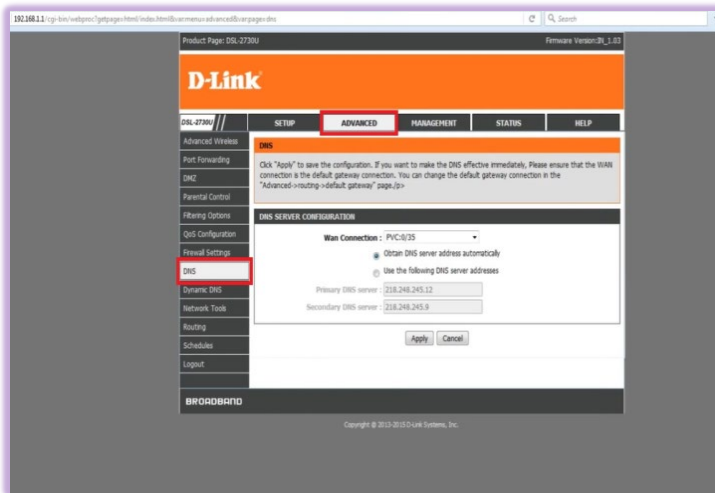 192.168.1.1/cgi-bin/webproc?getpage=html/index.html&var:menu=advanced&var:page=dns
Search
Product Page: DSL-2730U
Firmware Version:IN_1.03
D-Link
DSL-2730U
SETUP
ADVANCED
MANAGEMENT
STATUS
HELP
Advanced Wireless
Port Forwarding
DMZ
Parental Control
Filtering Options
QoS Configuration
Firewall Settings
DNS
Dynamic DNS
Network Tools
Routing
Schedules
Logout
DNS
Click "Apply" to save the configuration. If you want to make the DNS effective immediately, Please ensure that the WAN
connection is the default gateway connection. You can change the default gateway connection in the
"Advanced->routing->default gateway" page./p>
DNS SERVER CONFIGURATION
Wan Connection : PVC:0/35
Obtain DNS server address automatically
Use the following DNS server addresses
Primary DNS server : 218.248.245.12
Secondary DNS server : 218.248.245.9
Apply Cancel
BROADBAND
Copyright © 2013-2015 D-Link Systems, Inc.